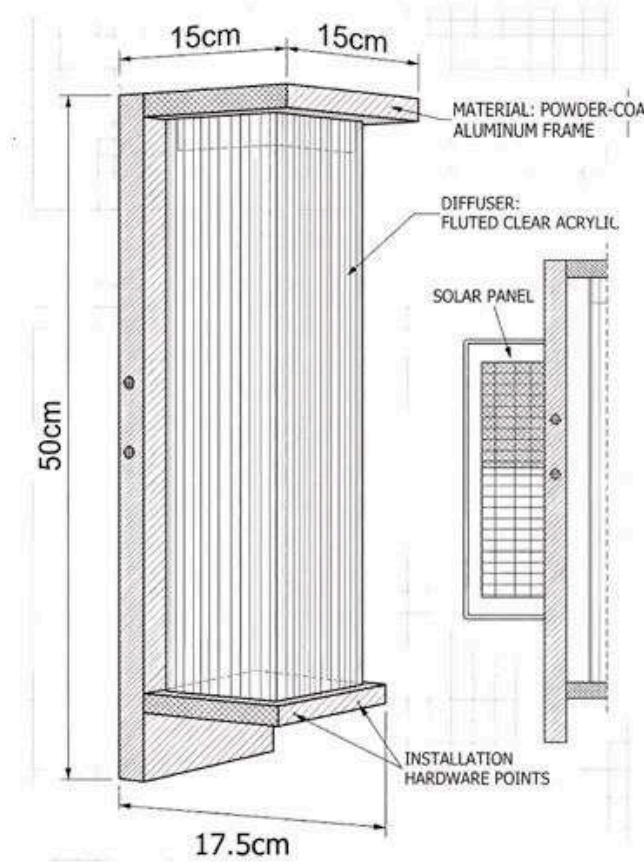 15cm 15cm
MATERIAL: POWDER-COA
ALUMINUM FRAME
DIFFUSER:
FLUTED CLEAR ACRYLIC
SOLAR PANEL
50cm
INSTALLATION
HARDWARE POINTS
17.5cm